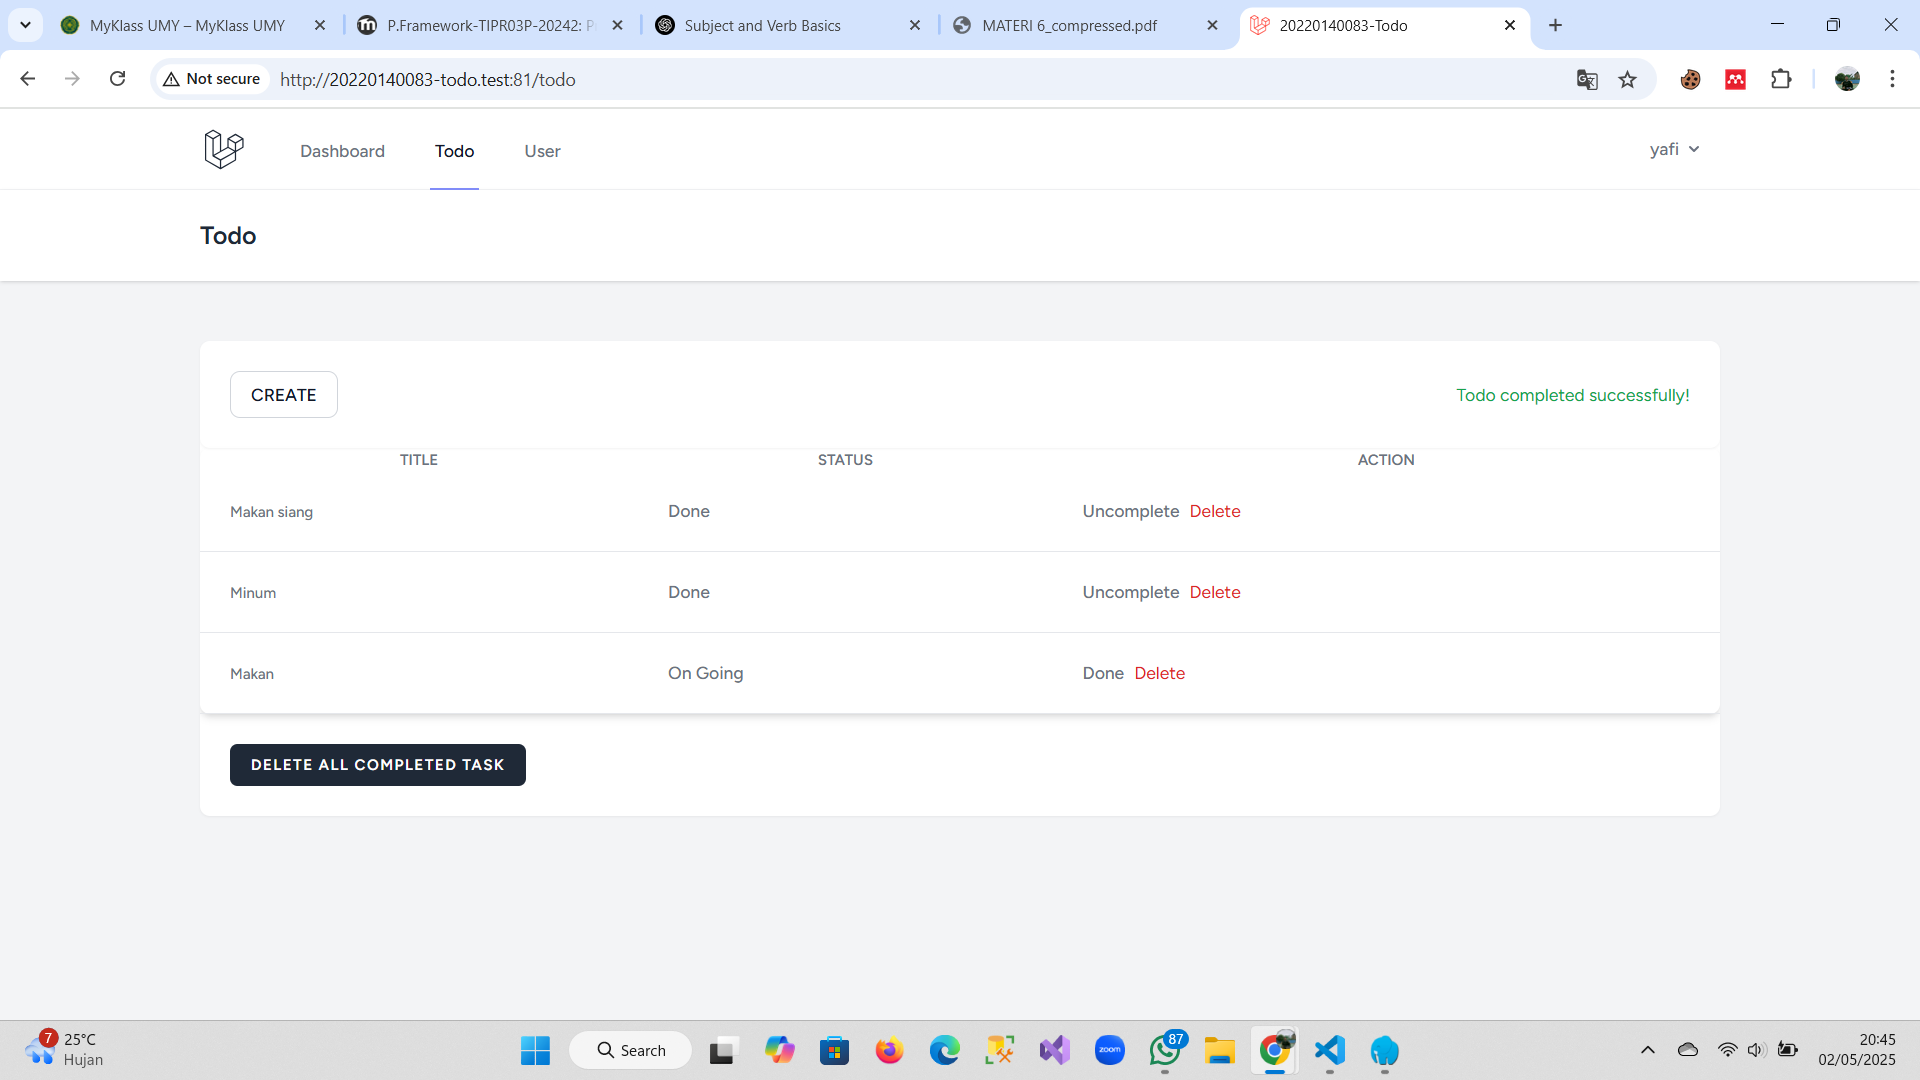 MyKlass UMY – MyKlass UMY
P.Framework-TIPR03P-20242: P
Subject and Verb Basics
MATERI 6_compressed.pdf
20220140083-Todo
Not secure
http://20220140083-todo.test:81/todo
Dashboard
Todo
User
yafi
Todo
CREATE
Todo completed successfully!
TITLE STATUS ACTION
Makan siang Done Uncomplete Delete
Minum Done Uncomplete Delete
Makan On Going Done Delete
DELETE ALL COMPLETED TASK
7
25°C
Hujan
Search
zoom
87
20:45
02/05/2025